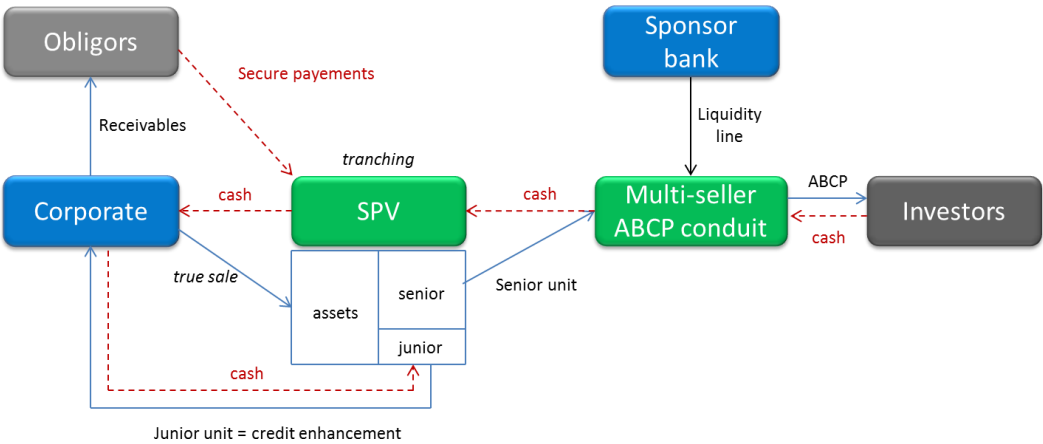 Obligors
Sponsor
bank
Secure payements
Receivables
Liquidity
line
tranching
Corporate
cash
SPV
cash
Multi-seller
ABCP conduit
ABCP
cash
Investors
true sale
assets
senior
junior
Senior unit
cash
Junior unit = credit enhancement